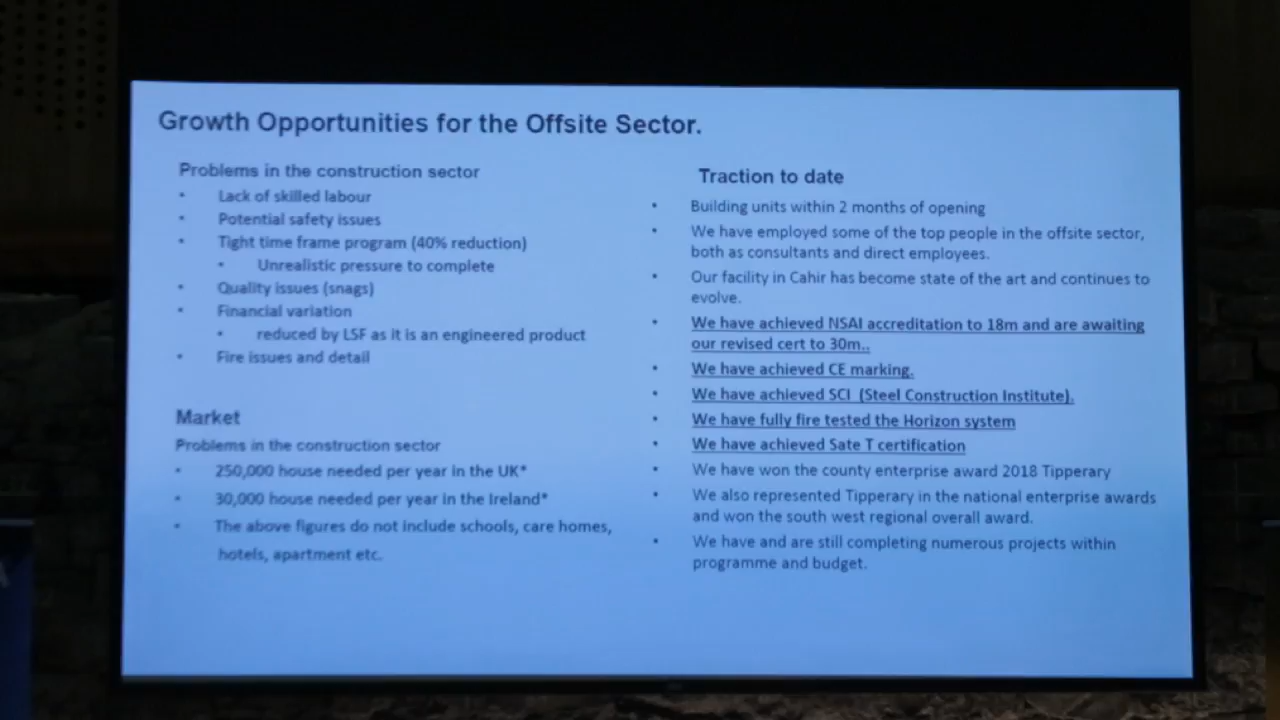 Growth Opportunities for the Offsite Sector.
Problems in the construction sector
• Lack of skilled labour
• Potential safety issues
• Tight time frame program (40% reduction)
• Unrealistic pressure to complete
• Quality issues (snags)
• Financial variation
• reduced by LSF as it is an engineered product
• Fire issues and detail
Market
Problems in the construction sector
• 250,000 house needed per year in the UK*
• 30,000 house needed per year in the Ireland*
• The above figures do not include schools, care homes,
hotels, apartment etc.
Traction to date
• Building units within 2 months of opening
• We have employed some of the top people in the offsite sector,
both as consultants and direct employees.
• Our facility in Cahir has become state of the art and continues to
evolve.
• We have achieved NSAI accreditation to 18m and are awaiting
our revised cert to 30m..
• We have achieved CE marking.
• We have achieved SCI (Steel Construction Institute).
• We have fully fire tested the Horizon system
• We have achieved Sate T certification
• We have won the county enterprise award 2018 Tipperary
• We also represented Tipperary in the national enterprise awards
and won the south west regional overall award.
• We have and are still completing numerous projects within
programme and budget.